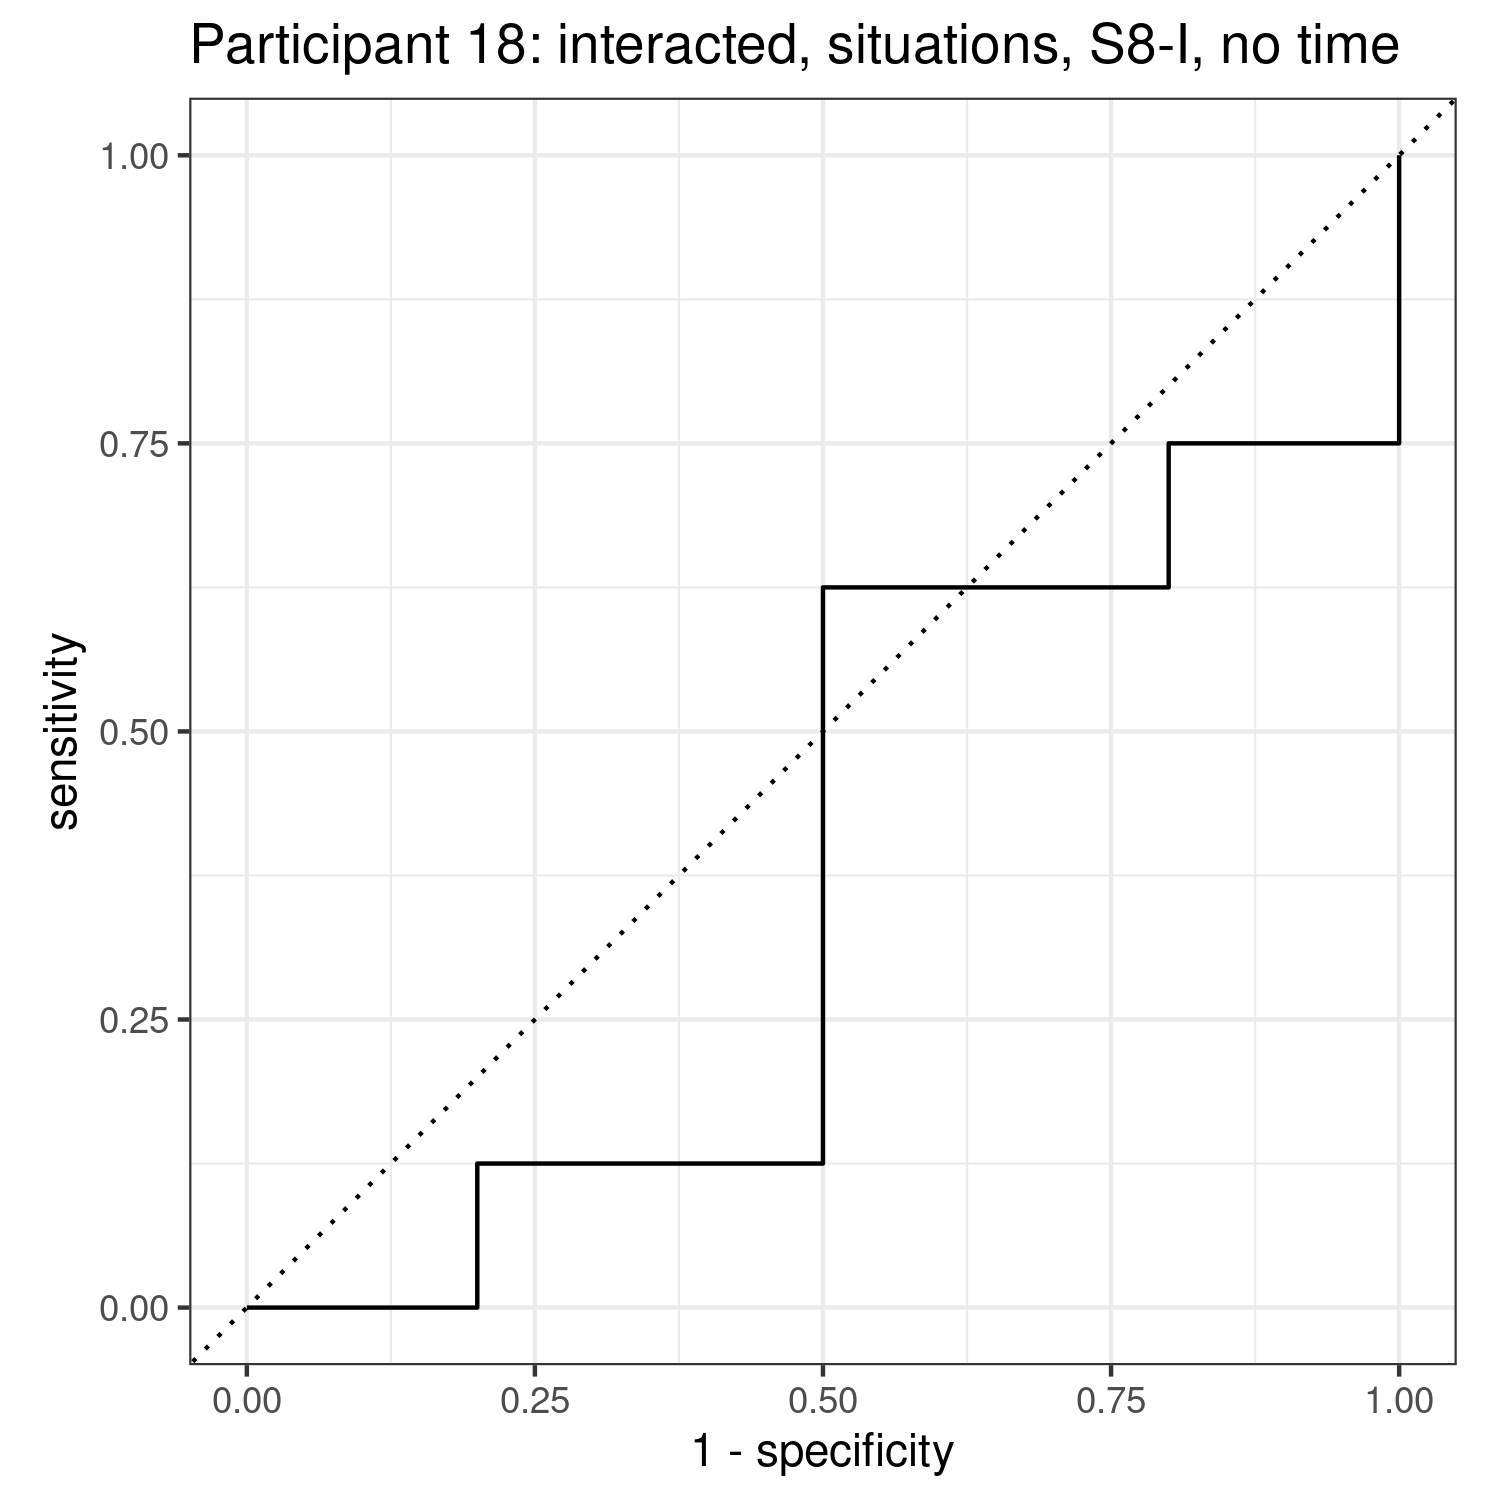 Participant 18: interacted, situations, S8-I, no time
sensitivity
1.00
0.75
0.50
0.25
0.00
0.00 0.25 0.50 0.75 1.00
1 - specificity